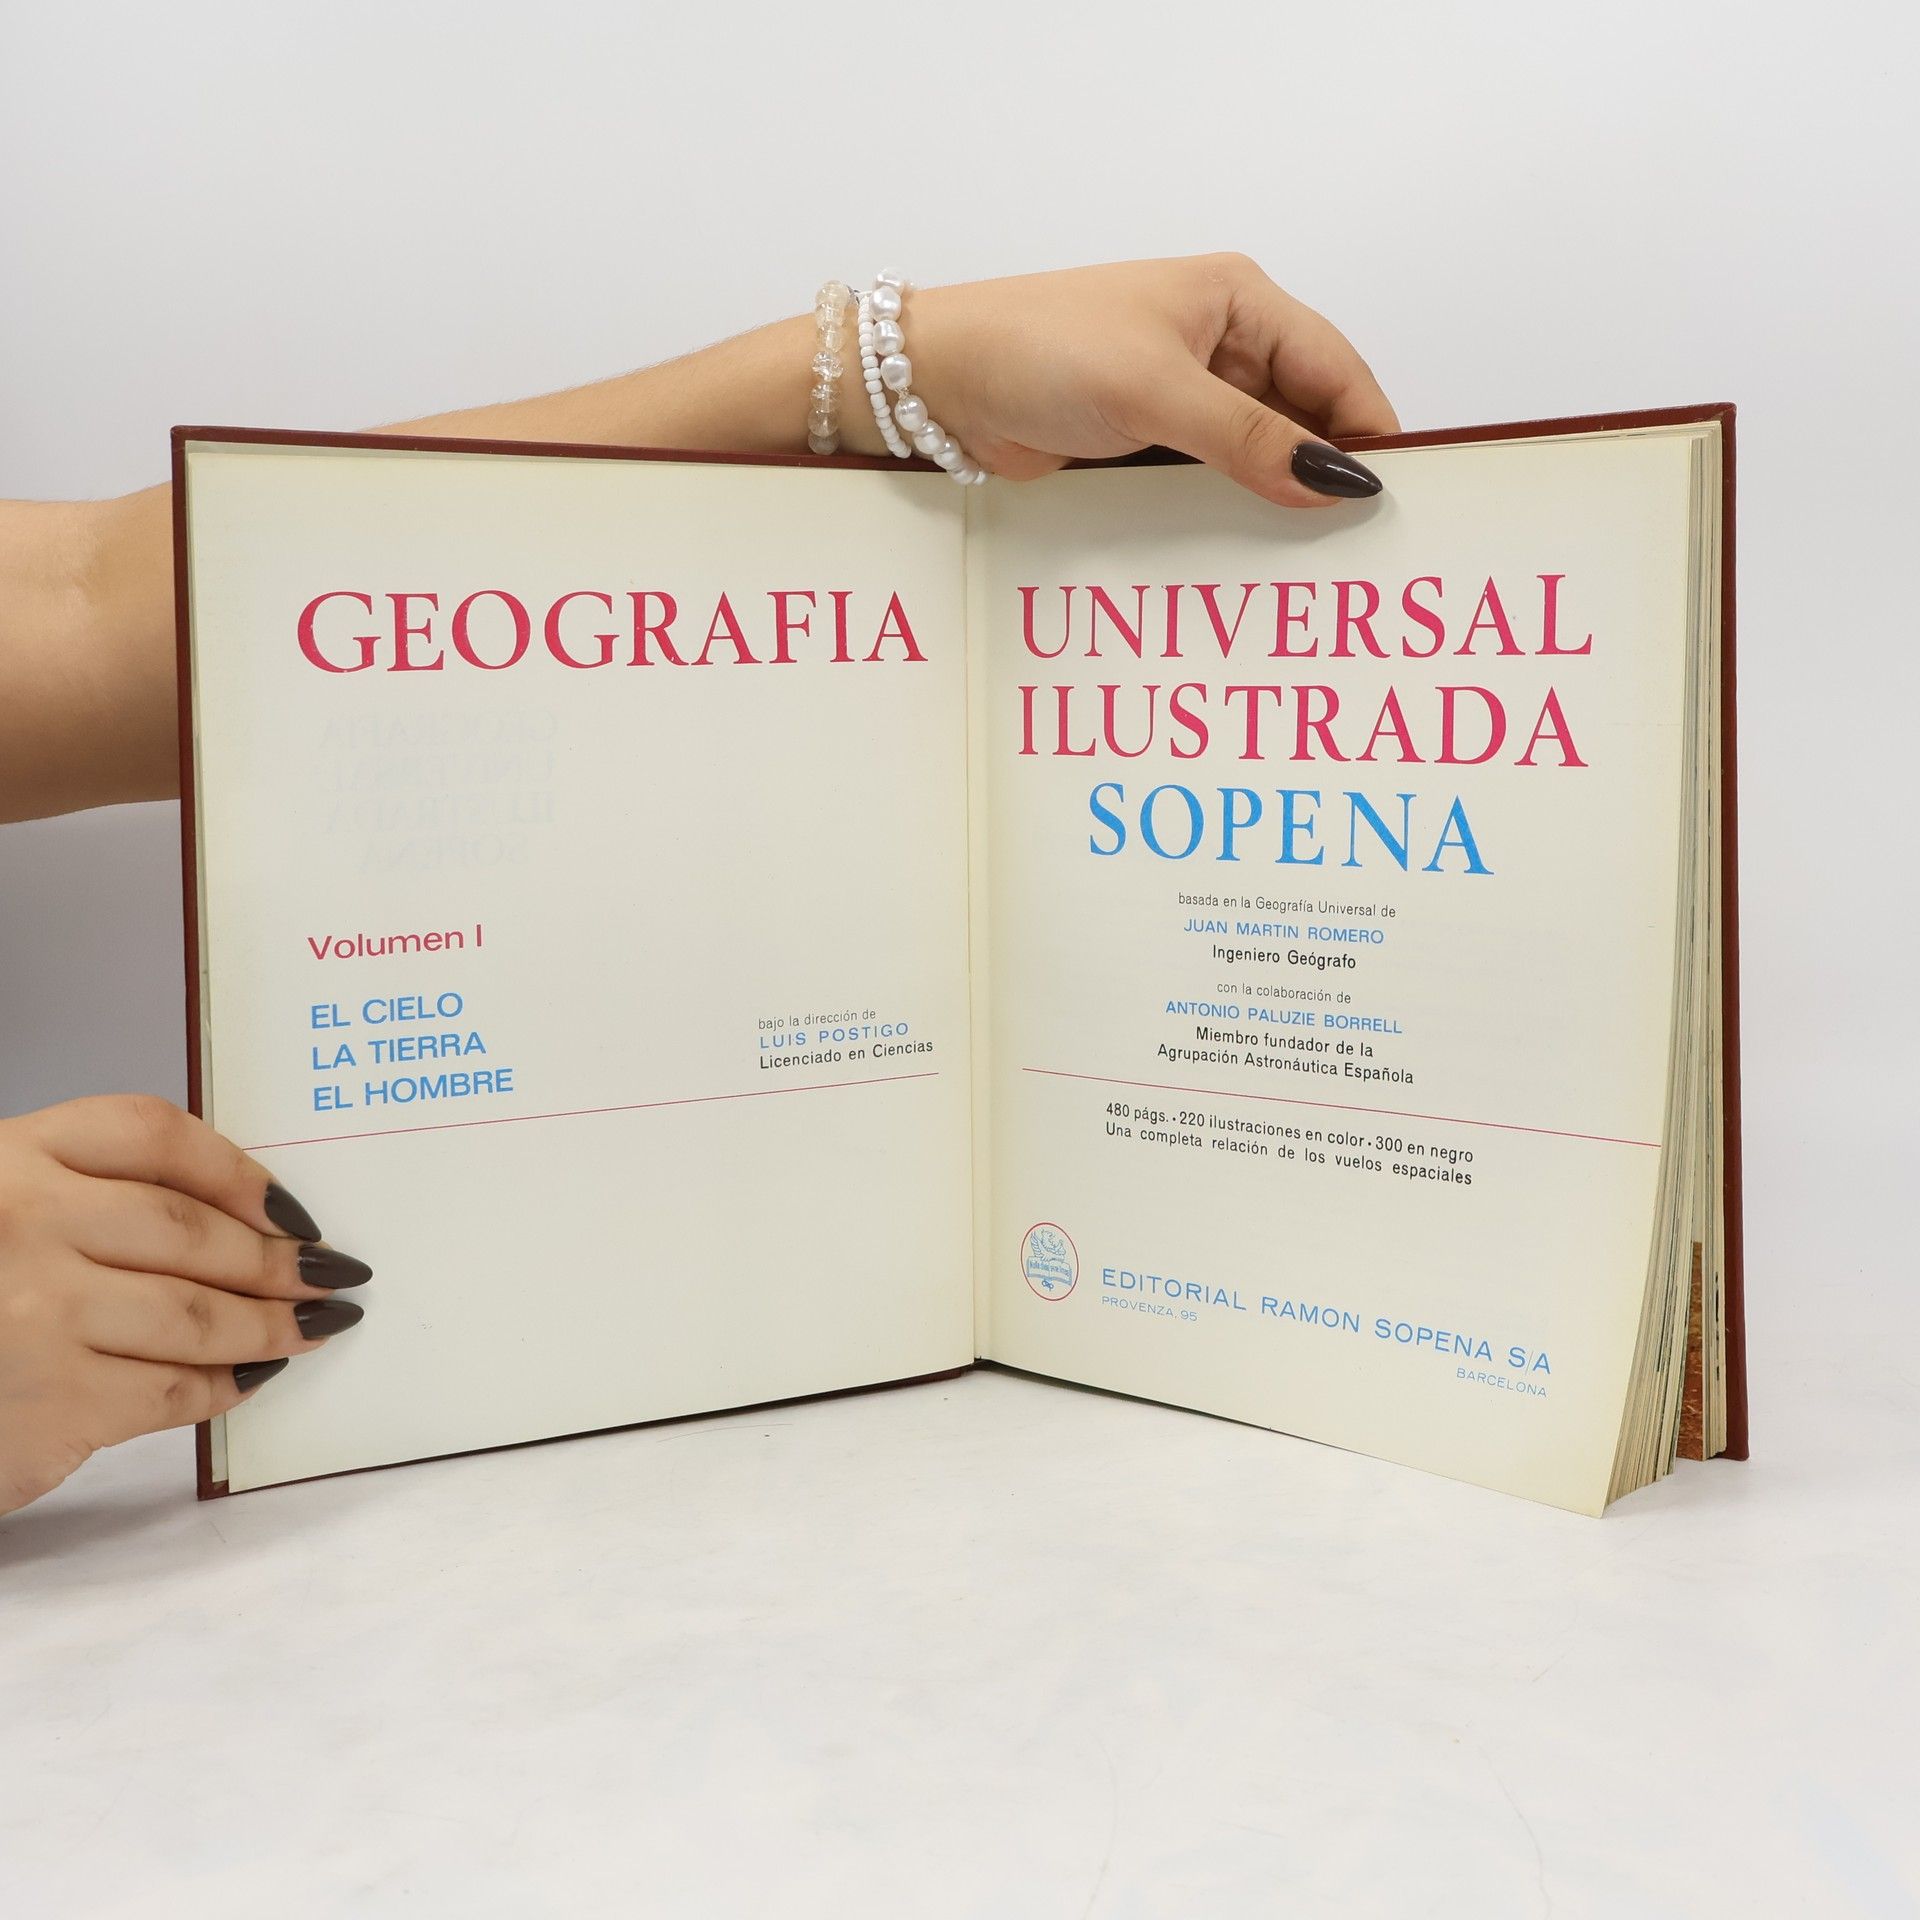 GEOGRAFIA
Volumen I
EL CIELO
LA TIERRA
EL HOMBRE
bajo la dirección de
LUIS POSTIGO
Licenciado en Ciencias
UNIVERSAL
ILUSTRADA
SOPENA
basada en la Geografía Universal de
JUAN MARTIN ROMERO
Ingeniero Geógrafo
con la colaboración de
ANTONIO PALUZIE BORRELL
Miembro fundador de la
Agrupación Astronáutica Española
480 págs. • 220 ilustraciones en color • 300 en negro
Una completa relación de los vuelos espaciales
EDITORIAL RAMON SOPENA S/A
PROVENZA, 95
BARCELONA